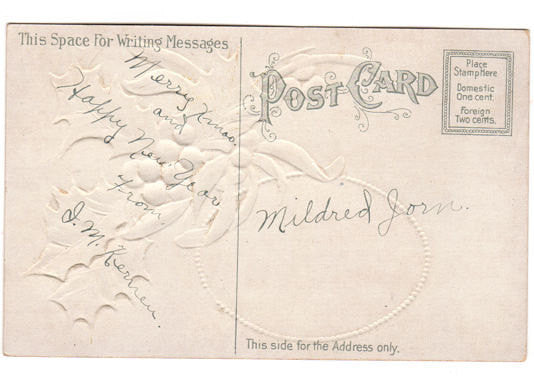 This Space For Writing Messages
Merry Xmas
and
Happy New Year
from
I. M. Kernen.
POST-CARD
Place
Stamp Here
Domestic
One cent.
Foreign
Two cents.
Mildred Jorn.
This side for the Address only.